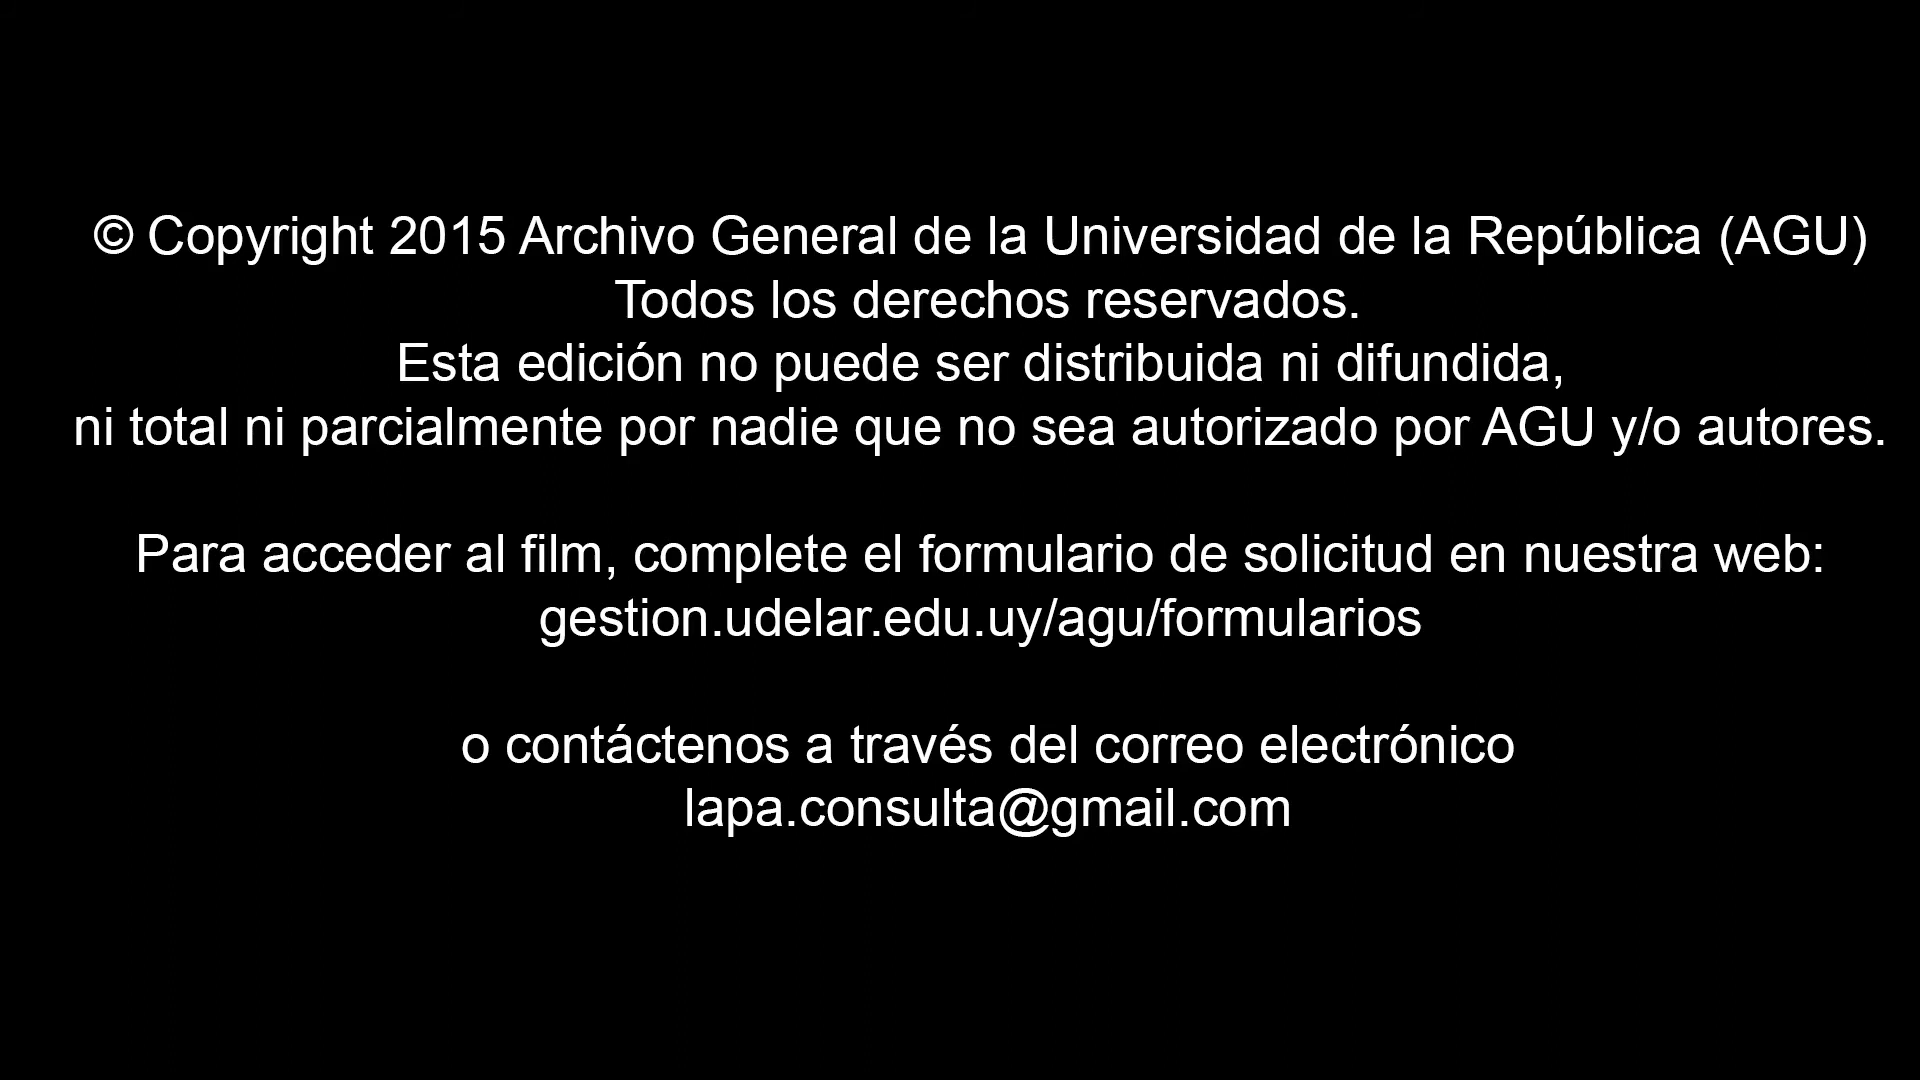 © Copyright 2015 Archivo General de la Universidad de la República (AGU)
Todos los derechos reservados.
Esta edición no puede ser distribuida ni difundida,
ni total ni parcialmente por nadie que no sea autorizado por AGU y/o autores.
Para acceder al film, complete el formulario de solicitud en nuestra web:
gestion.udelar.edu.uy/agu/formularios
o contáctenos a través del correo electrónico
lapa.consulta@gmail.com